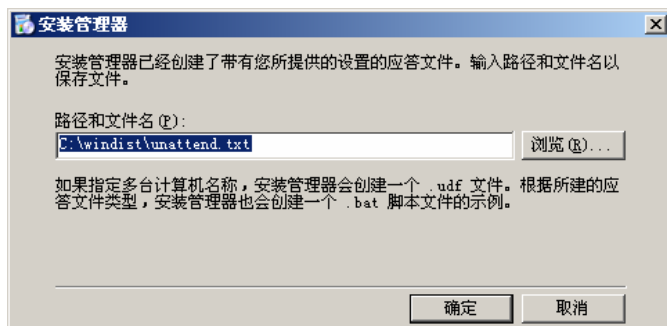 安装管理器
安装管理器已经创建了带有您所提供的设置的应答文件。输入路径和文件名以
保存文件。
路径和文件名(P):
C:\windist\unattend.txt
浏览(R)...
如果指定多台计算机名称，安装管理器会创建一个 .udf 文件。根据所建的应
答文件类型，安装管理器也会创建一个 .bat 脚本文件的示例。
确定
取消